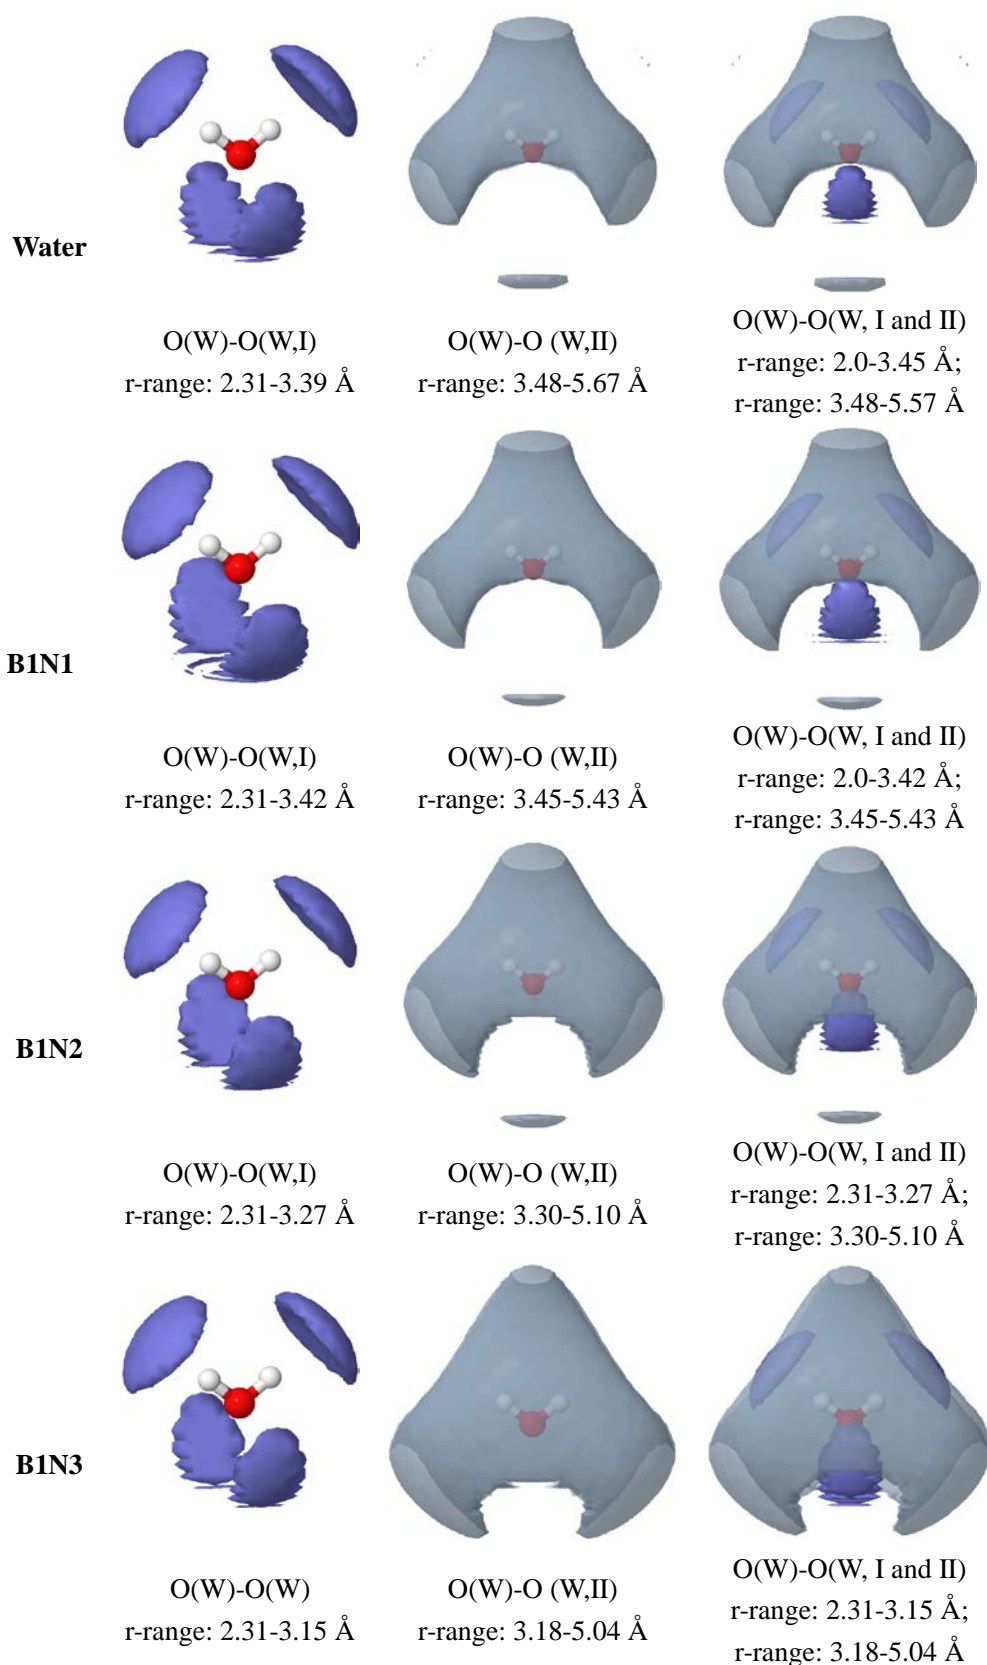 Water
O(W)-O(W,I)
r-range: 2.31-3.39 Å
O(W)-O (W,II)
r-range: 3.48-5.67 Å
O(W)-O(W, I and II)
r-range: 2.0-3.45 Å;
r-range: 3.48-5.57 Å
B1N1
O(W)-O(W,I)
r-range: 2.31-3.42 Å
O(W)-O (W,II)
r-range: 3.45-5.43 Å
O(W)-O(W, I and II)
r-range: 2.0-3.42 Å;
r-range: 3.45-5.43 Å
B1N2
O(W)-O(W,I)
r-range: 2.31-3.27 Å
O(W)-O (W,II)
r-range: 3.30-5.10 Å
O(W)-O(W, I and II)
r-range: 2.31-3.27 Å;
r-range: 3.30-5.10 Å
B1N3
O(W)-O(W)
r-range: 2.31-3.15 Å
O(W)-O (W,II)
r-range: 3.18-5.04 Å
O(W)-O(W, I and II)
r-range: 2.31-3.15 Å;
r-range: 3.18-5.04 Å